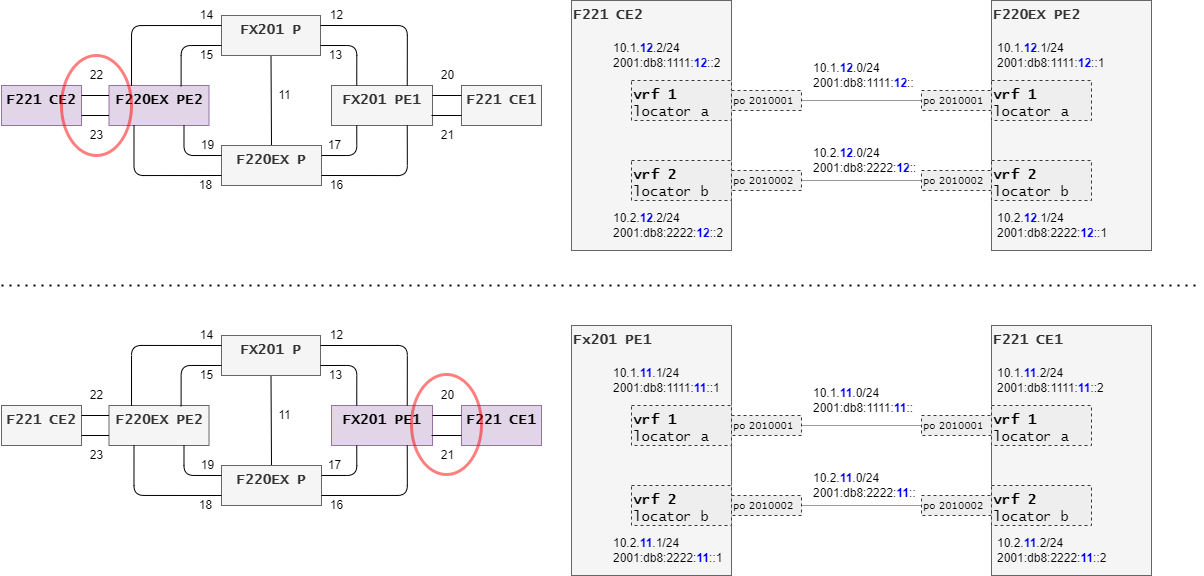 14
12
FX201 P
15
13
22
20
11
F221 CE2
F220EX PE2
FX201 PE1
F221 CE1
23
21
19
17
F220EX P
18
16
F221 CE2
10.1.12.2/24
2001:db8:1111:12::2
vrf 1
locator a
po 2010001
vrf 2
locator b
po 2010002
10.2.12.2/24
2001:db8:2222:12::2
10.1.12.0/24
2001:db8:1111:12::
10.2.12.0/24
2001:db8:2222:12::
F220EX PE2
10.1.12.1/24
2001:db8:1111:12::1
po 2010001
vrf 1
locator a
po 2010002
vrf 2
locator b
10.2.12.1/24
2001:db8:2222:12::1
14
12
FX201 P
15
13
22
20
11
F221 CE2
F220EX PE2
FX201 PE1
F221 CE1
23
21
19
17
F220EX P
18
16
Fx201 PE1
10.1.11.1/24
2001:db8:1111:11::1
vrf 1
locator a
po 2010001
vrf 2
locator b
po 2010002
10.2.11.1/24
2001:db8:2222:11::1
10.1.11.0/24
2001:db8:1111:11::
10.2.11.0/24
2001:db8:2222:11::
F221 CE1
10.1.11.2/24
2001:db8:1111:11::2
po 2010001
vrf 1
locator a
po 2010002
vrf 2
locator b
10.2.11.2/24
2001:db8:2222:11::2